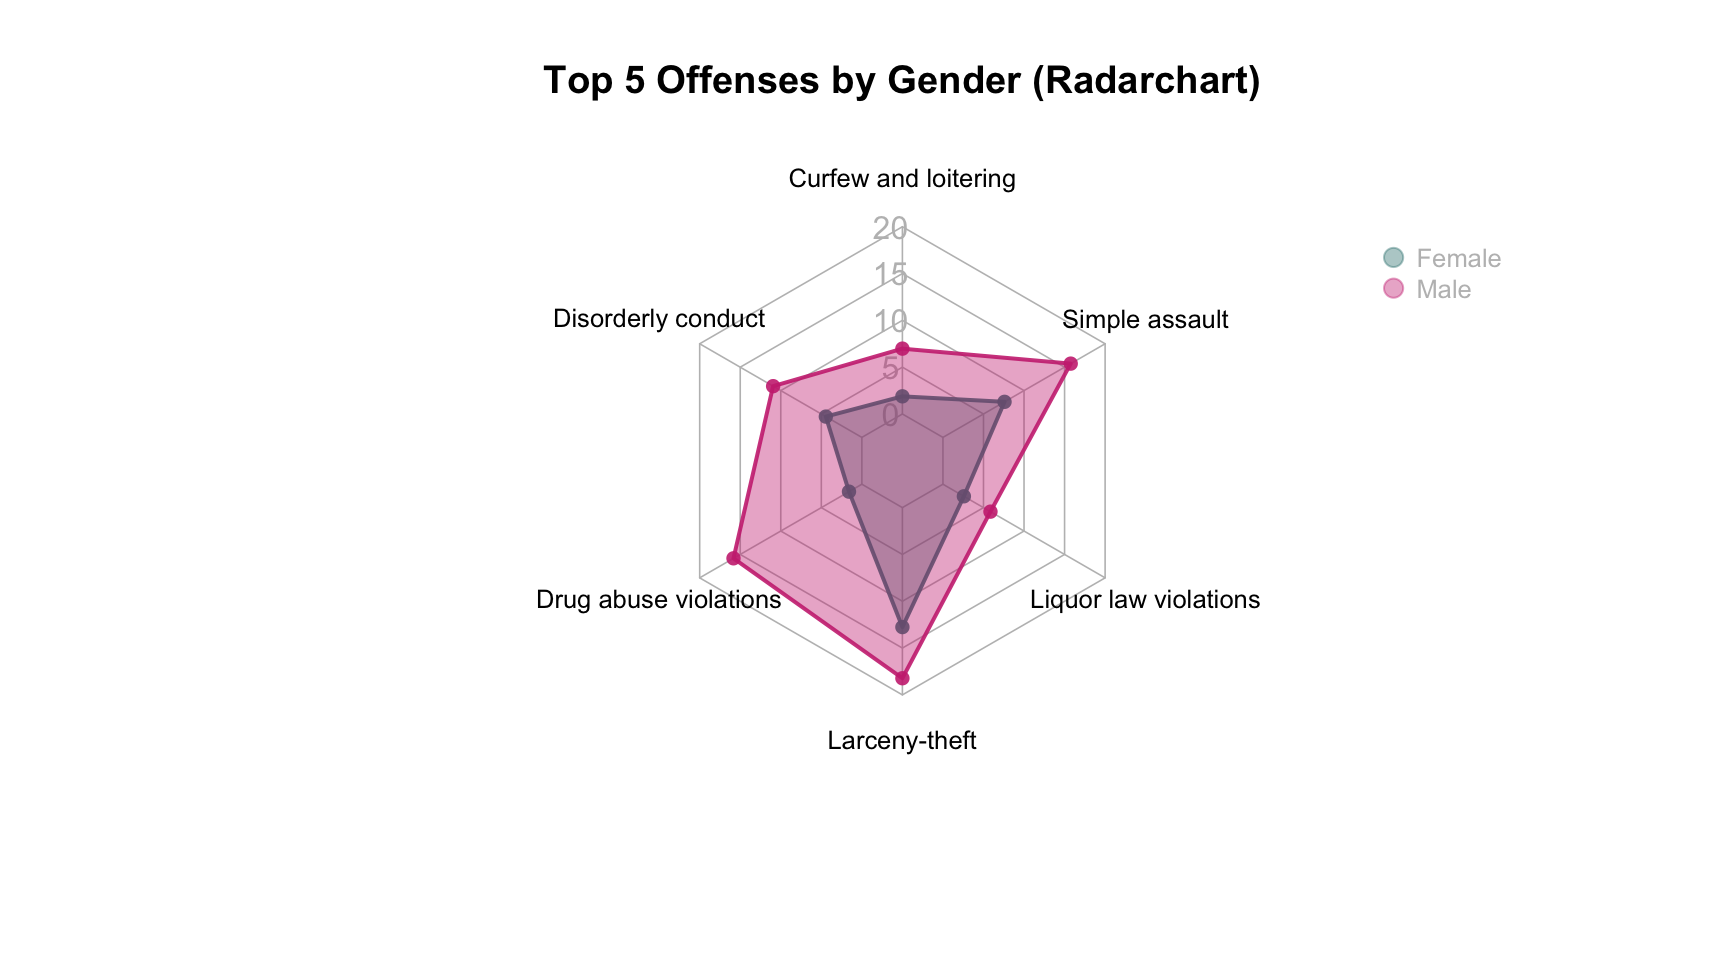 Top 5 Offenses by Gender (Radarchart)
Curfew and loitering
20
15
10
5
0
Female
Male
Disorderly conduct
Simple assault
Drug abuse violations
Liquor law violations
Larceny-theft